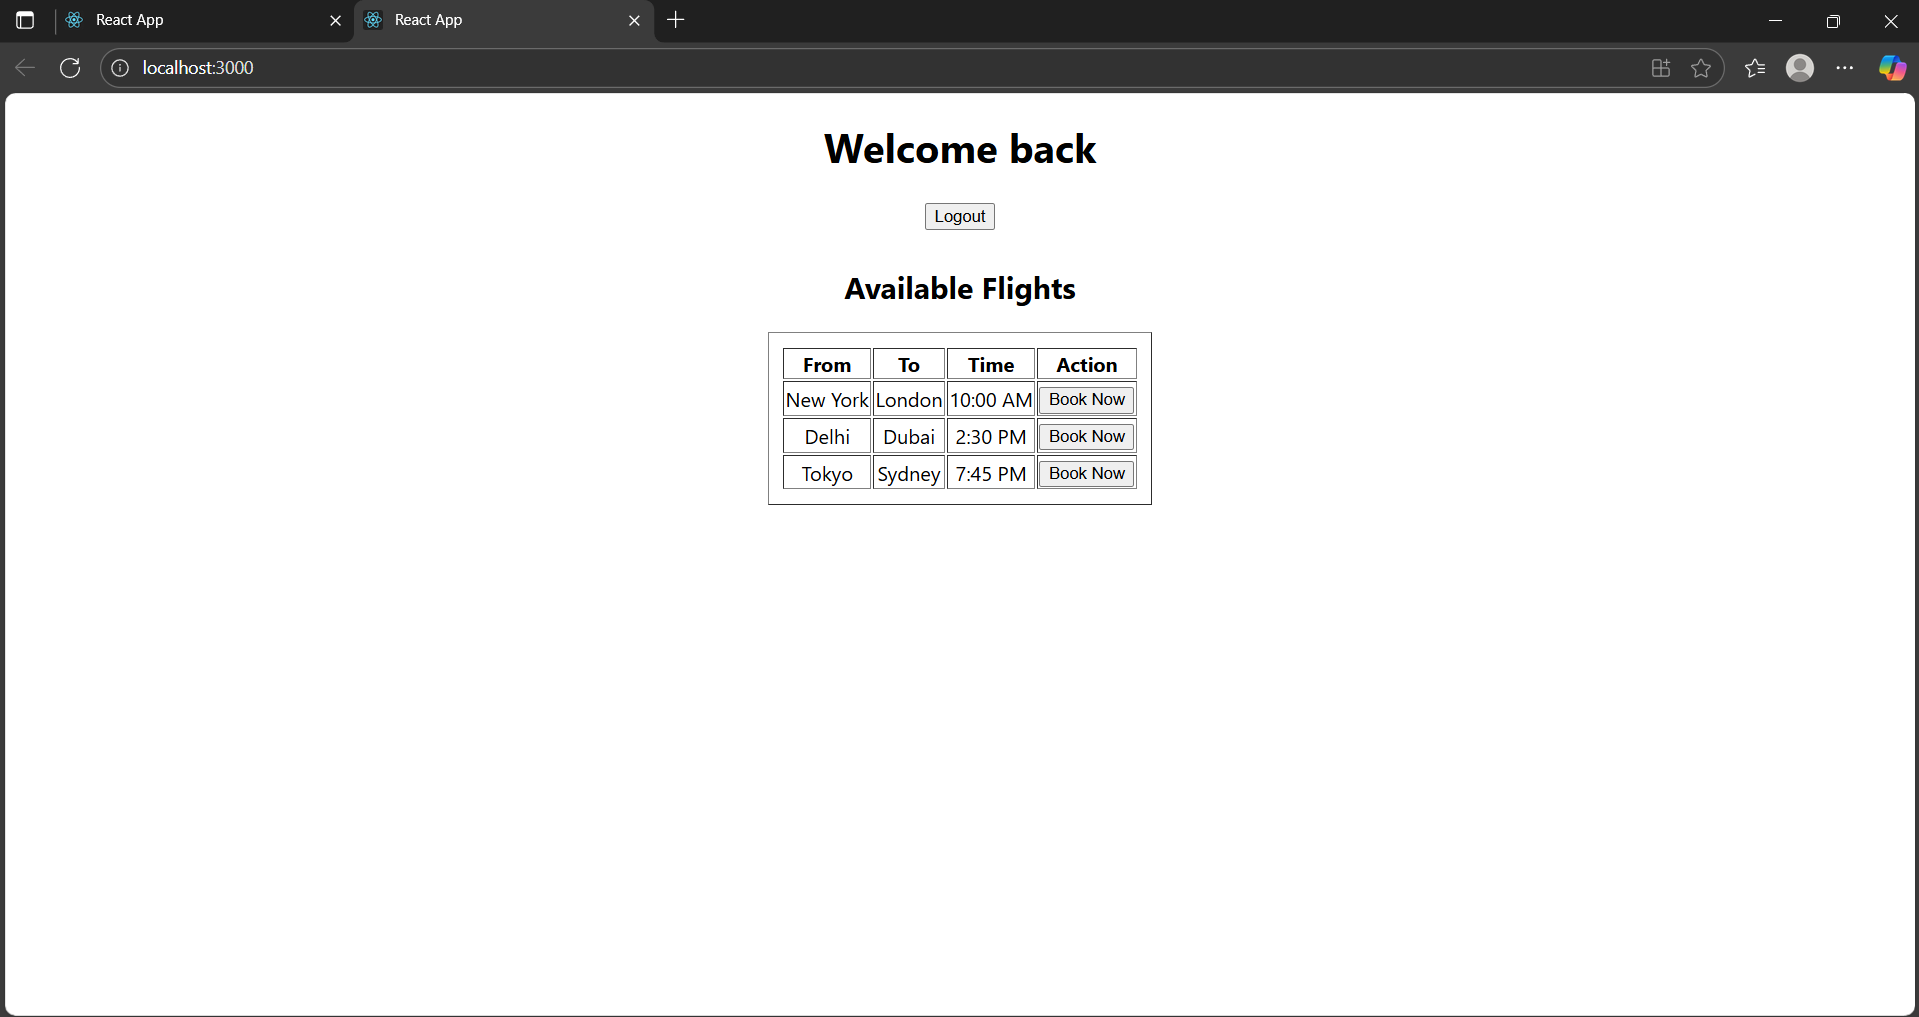 React App
React App
localhost:3000
Welcome back
Logout
Available Flights
From To Time Action
New York London 10:00 AM Book Now
Delhi Dubai 2:30 PM Book Now
Tokyo Sydney 7:45 PM Book Now